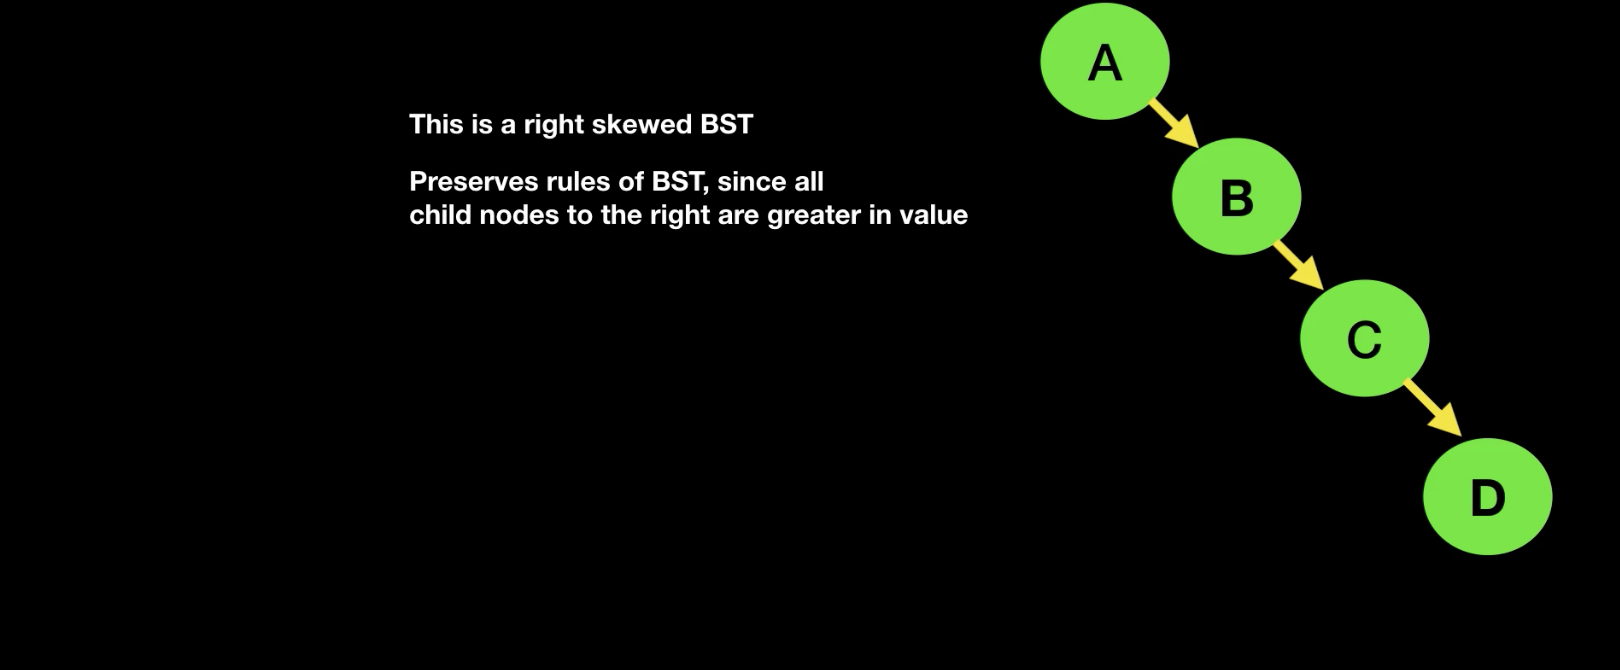 This is a right skewed BST
Preserves rules of BST, since all
child nodes to the right are greater in value
A
B
C
D